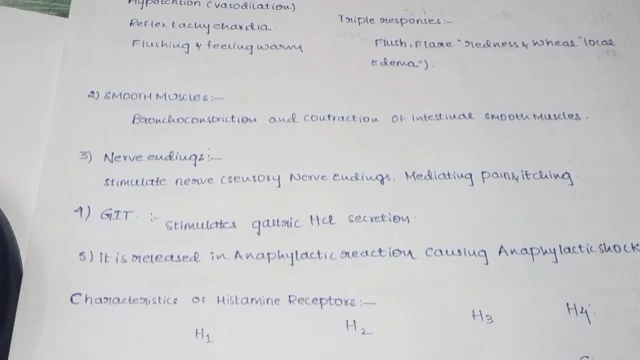 Hypotension (vasodilation)
Reflex tachy chardia.
Flushing & feeling warm
Triple responses:-
Flush, Flare "redness & wheal "local
edema").
2) SMOOTH MUSCLES:-
Bronchoconstriction and contraction of intestinal smooth Muscles.
3) Nerve endings:-
Stimulate nerve (sensory Nerve endings. Mediating pain, itching.
4) GIT :-
Stimulates gastric Hcl secretion.
5) It is released in Anaphylactic reaction causing Anaphylactic shock
Characteristics of Histamine Receptors:-
H1 H2 H3 H4